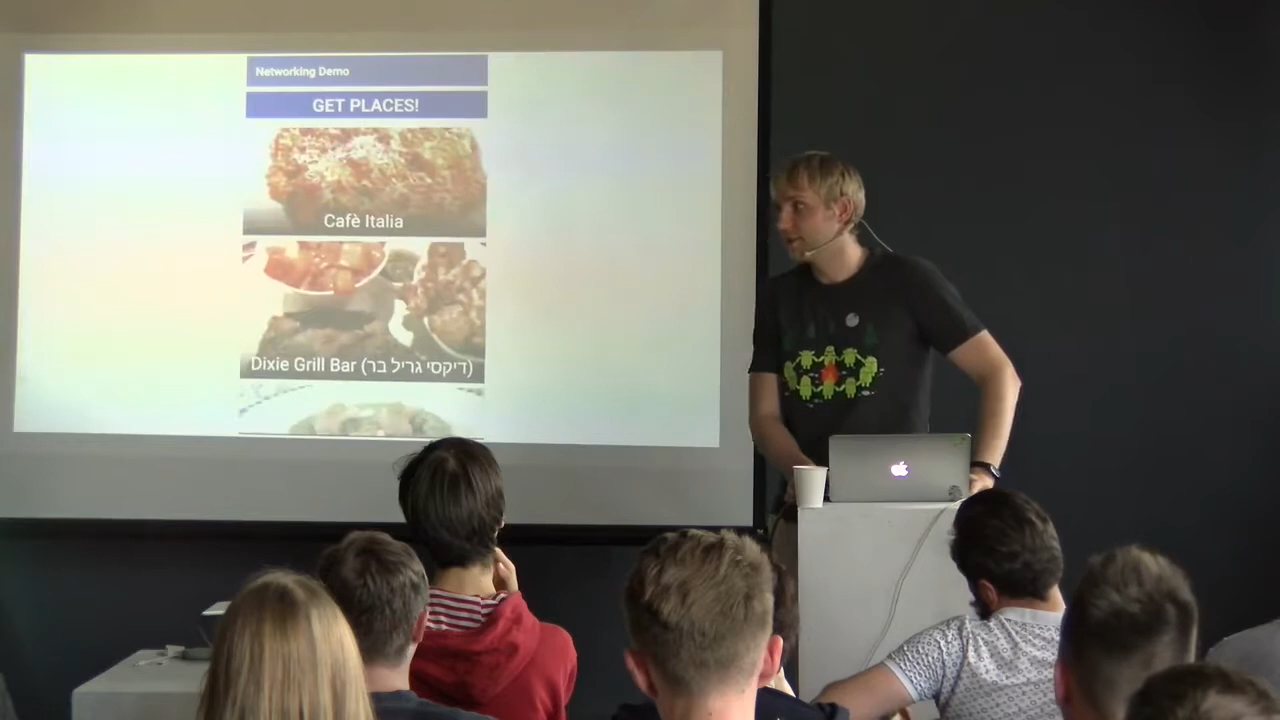 Networking Demo
GET PLACES!
Cafè Italia
Dixie Grill Bar (דיקסי גריל בר)